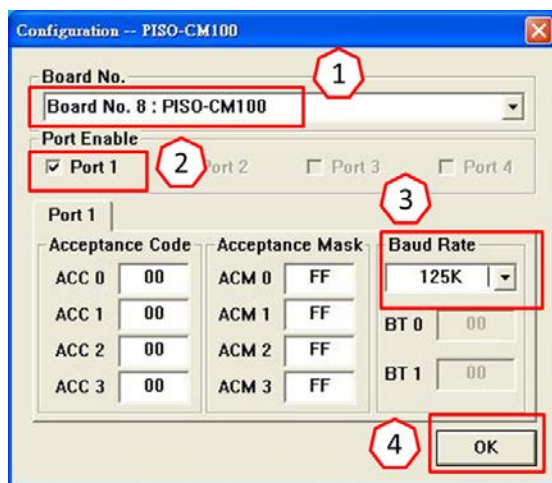 Configuration -- PISO-CM100
Board No.
1
Board No. 8 : PISO-CM100
Port Enable
Port 1 2 Port 2 Port 3 Port 4
3
Port 1
Acceptance Code Acceptance Mask Baud Rate
ACC 0 00 ACM 0 FF 125K
ACC 1 00 ACM 1 FF BT 0 00
ACC 2 00 ACM 2 FF
ACC 3 00 ACM 3 FF BT 1 00
4 OK